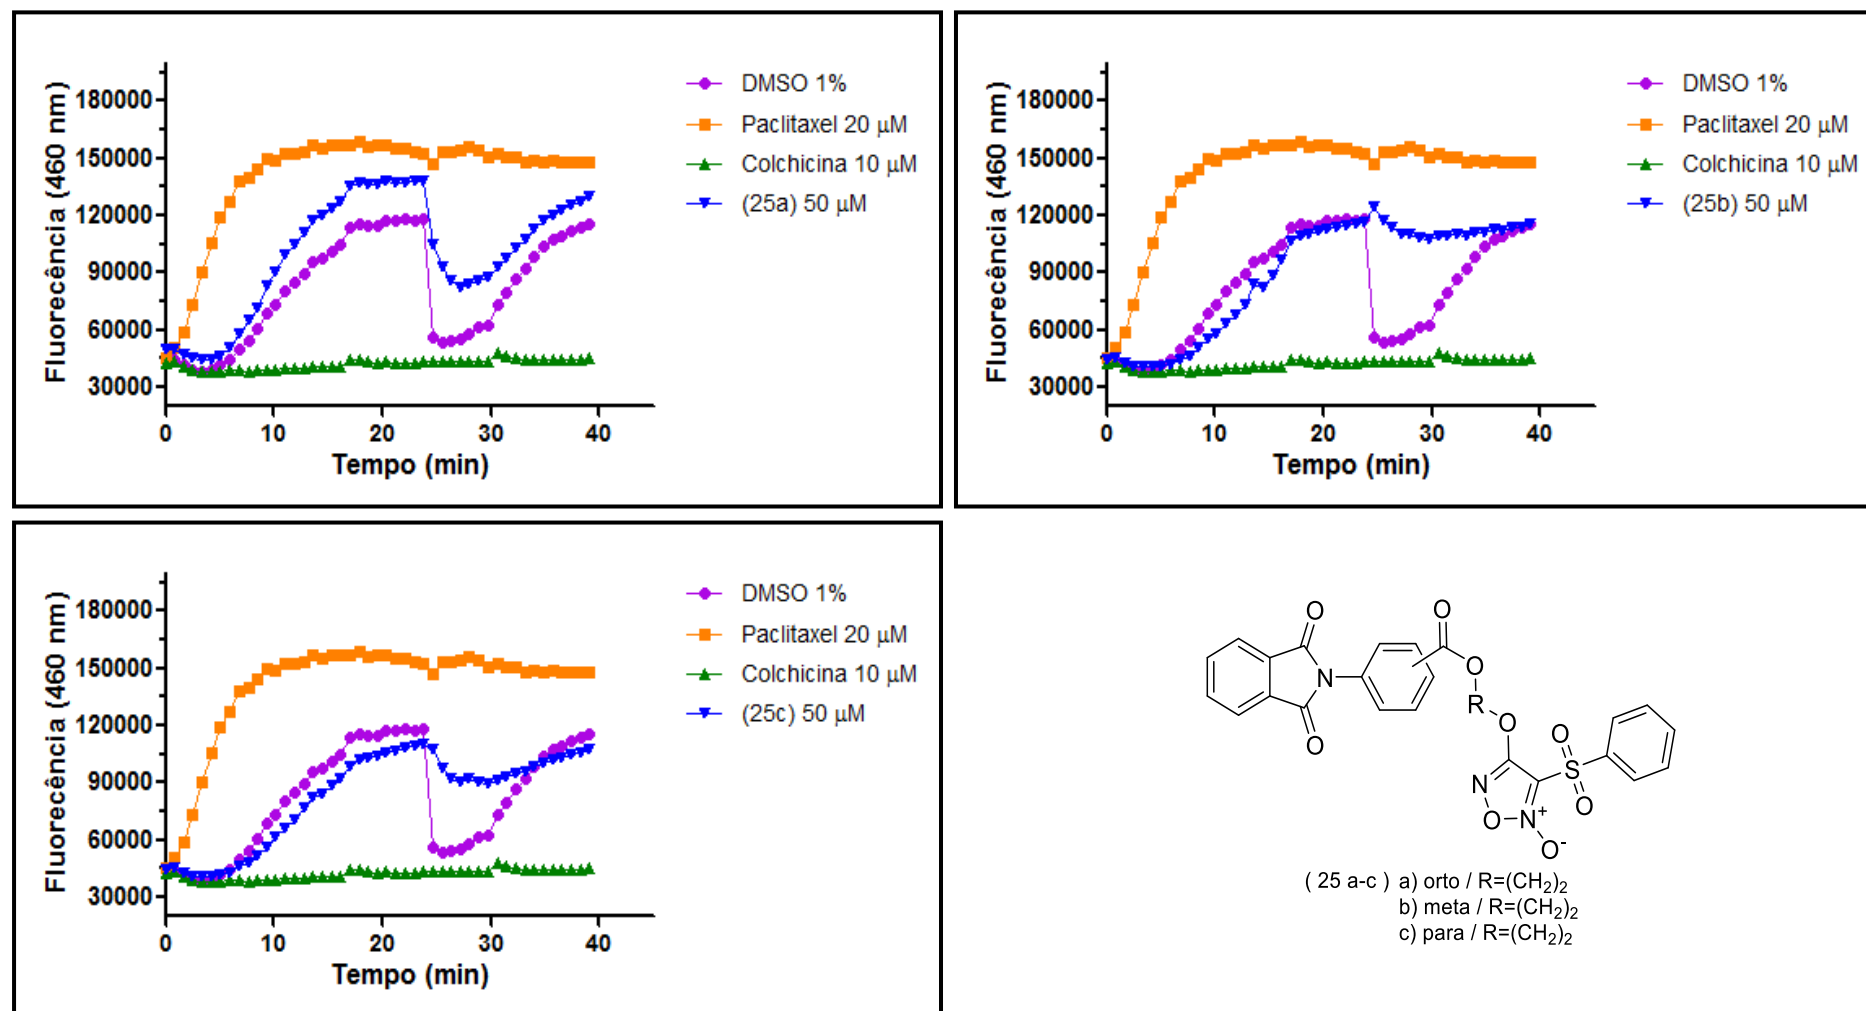 Fluorecência (460 nm)
180000
150000
120000
90000
60000
30000
0 10 20 30 40
Tempo (min)
DMSO 1%
Paclitaxel 20 µM
Colchicina 10 µM
(25a) 50 µM
Fluorecência (460 nm)
180000
150000
120000
90000
60000
30000
0 10 20 30 40
Tempo (min)
DMSO 1%
Paclitaxel 20 µM
Colchicina 10 µM
(25b) 50 µM
Fluorecência (460 nm)
180000
150000
120000
90000
60000
30000
0 10 20 30 40
Tempo (min)
DMSO 1%
Paclitaxel 20 µM
Colchicina 10 µM
(25c) 50 µM
O O
N O
R O
O O
N S
O N+ O
O-
( 25 a-c ) a) orto / R=(CH2)2
b) meta / R=(CH2)2
c) para / R=(CH2)2